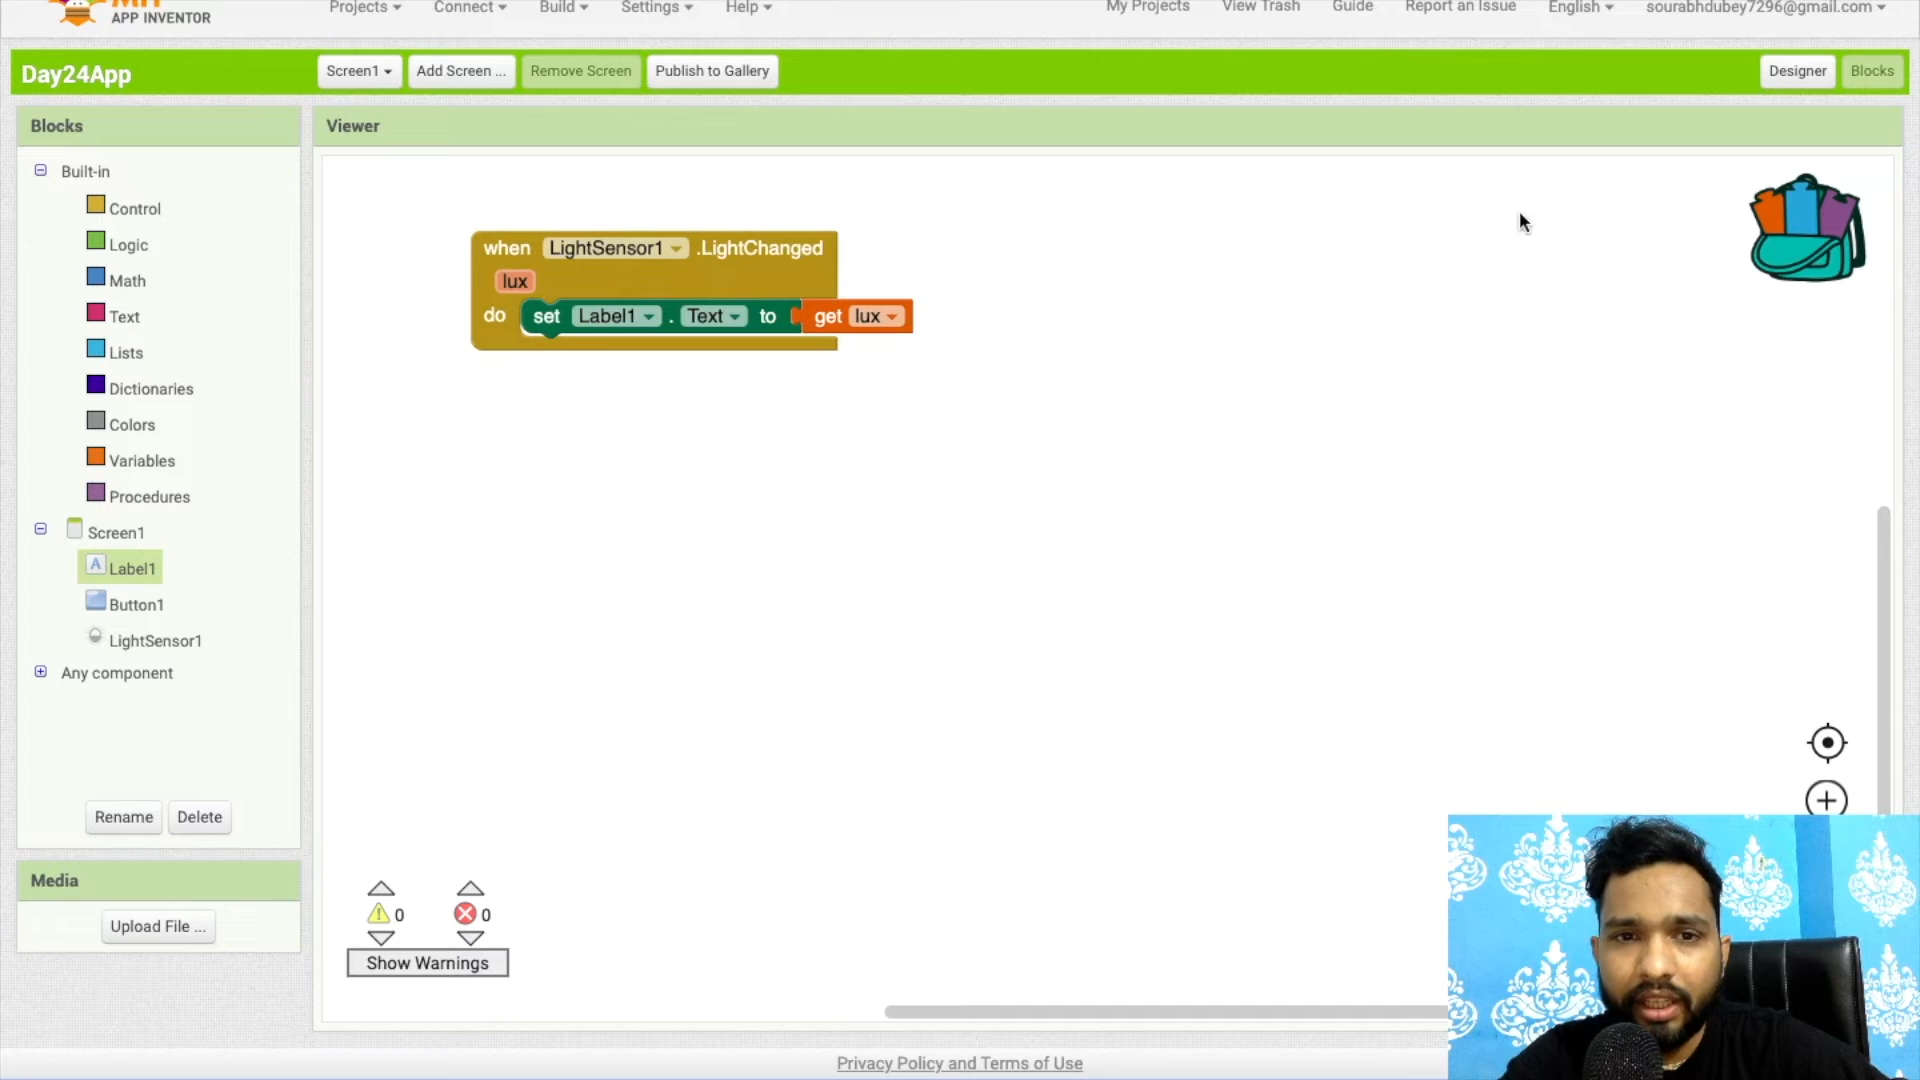 MIT
APP INVENTOR
Projects
Connect
Build
Settings
Help
My Projects
View Trash
Guide
Report an Issue
English
sourabhdubey7296@gmail.com
Day24App
Screen1
Add Screen ...
Remove Screen
Publish to Gallery
Designer
Blocks
Blocks
Built-in
Control
Logic
Math
Text
Lists
Dictionaries
Colors
Variables
Procedures
Screen1
A Label1
Button1
LightSensor1
Any component
Rename
Delete
Media
Upload File ...
Viewer
when LightSensor1 .LightChanged
lux
do set Label1 . Text to get lux
0
0
Show Warnings
Privacy Policy and Terms of Use